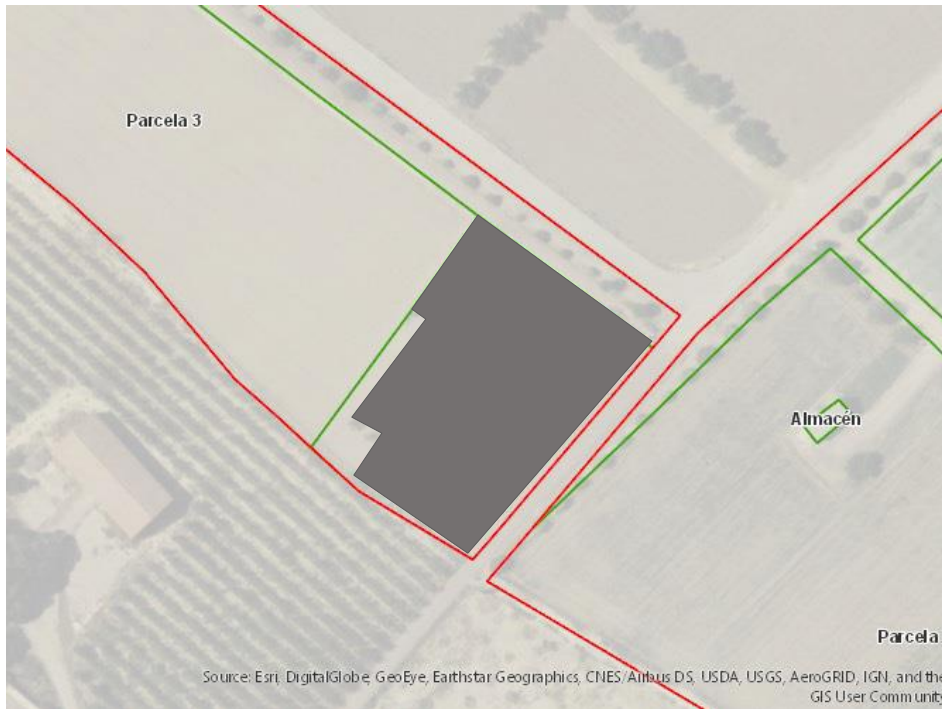 Parcela 3
Almacén
Parcela
Source: Esri, DigitalGlobe, GeoEye, Earthstar Geographics, CNES/Airbus DS, USDA, USGS, AeroGRID, IGN, and the
GIS User Community